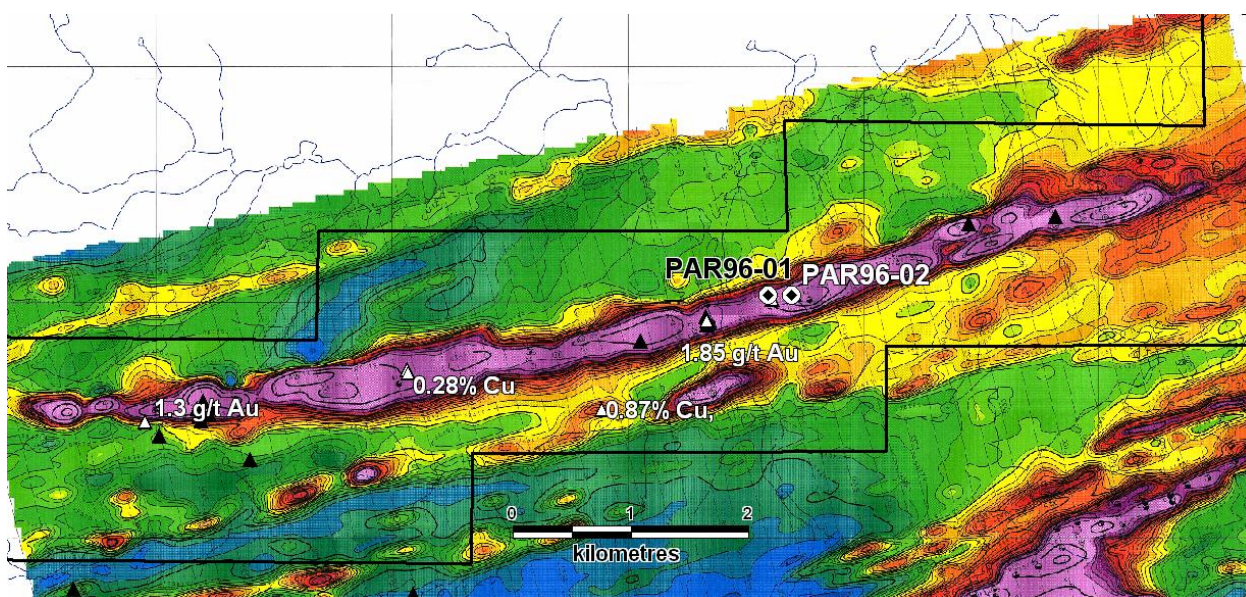 PAR96-01
PAR96-02
1.85 g/t Au
0.28% Cu
1.3 g/t Au
0.87% Cu,
0 1 2
kilometres